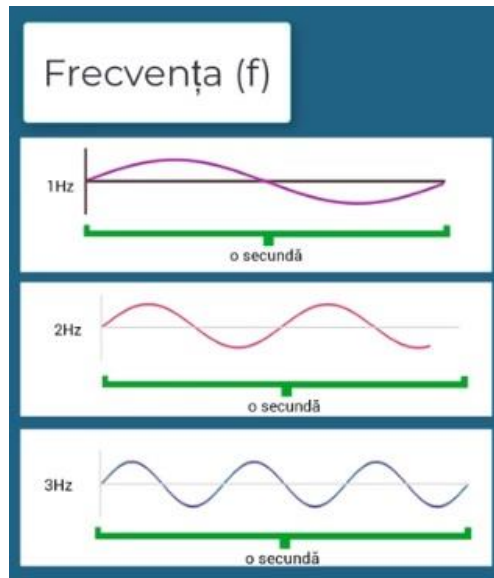 Frecvența (f)
1Hz
o secundă
2Hz
o secundă
3Hz
o secundă